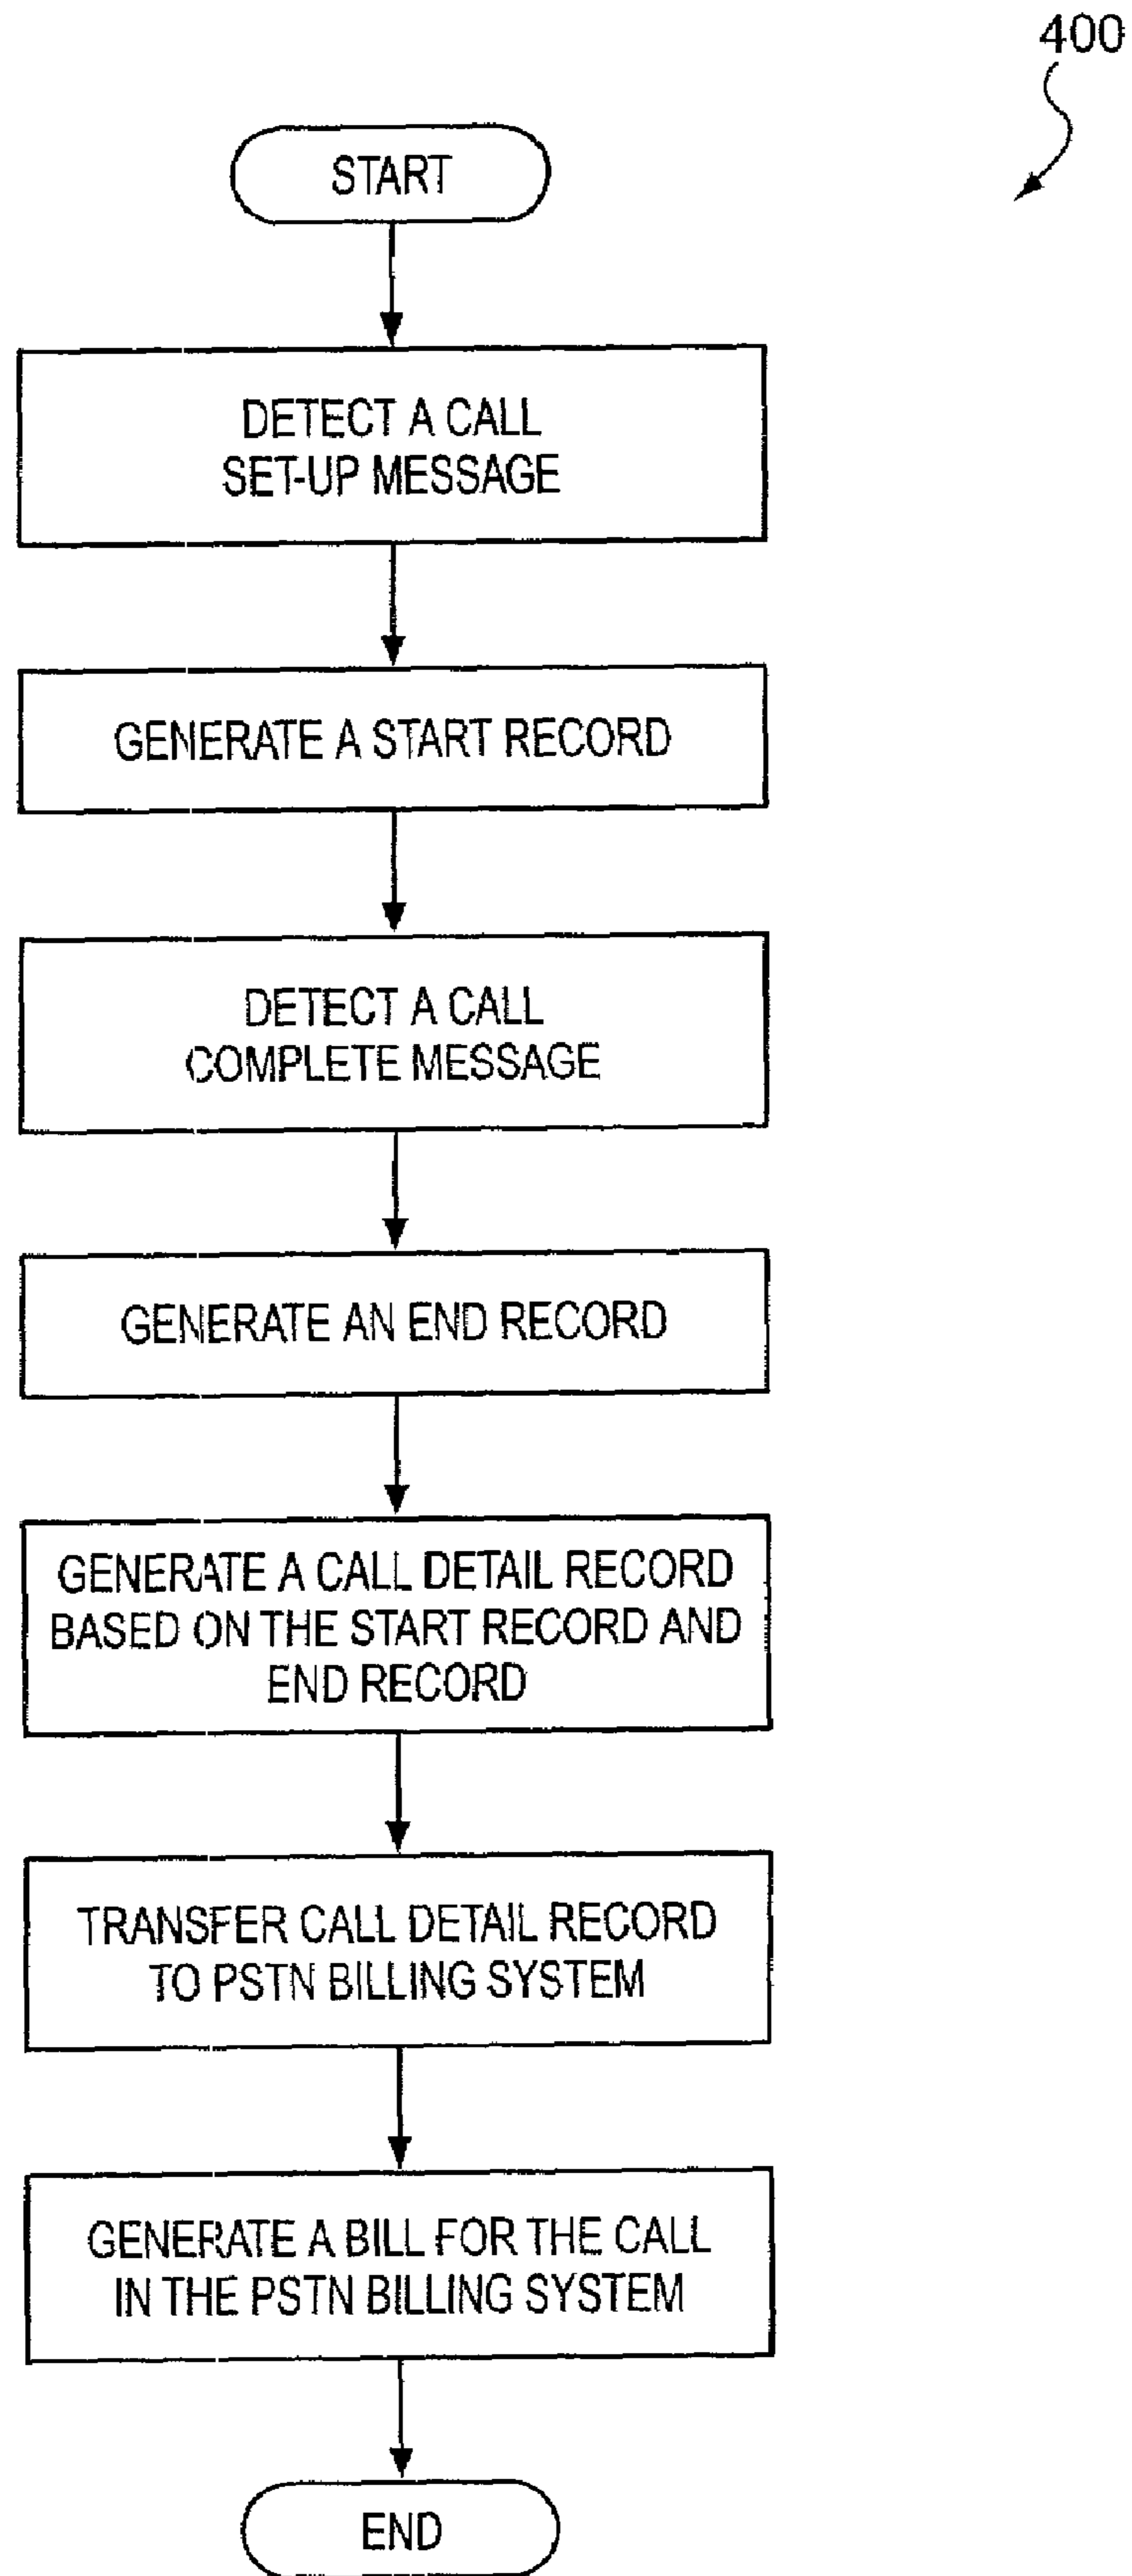 400
START
DETECT A CALL
SET-UP MESSAGE
GENERATE A START RECORD
DETECT A CALL
COMPLETE MESSAGE
GENERATE AN END RECORD
GENERATE A CALL DETAIL RECORD
BASED ON THE START RECORD AND
END RECORD
TRANSFER CALL DETAIL RECORD
TO PSTN BILLING SYSTEM
GENERATE A BILL FOR THE CALL
IN THE PSTN BILLING SYSTEM
END